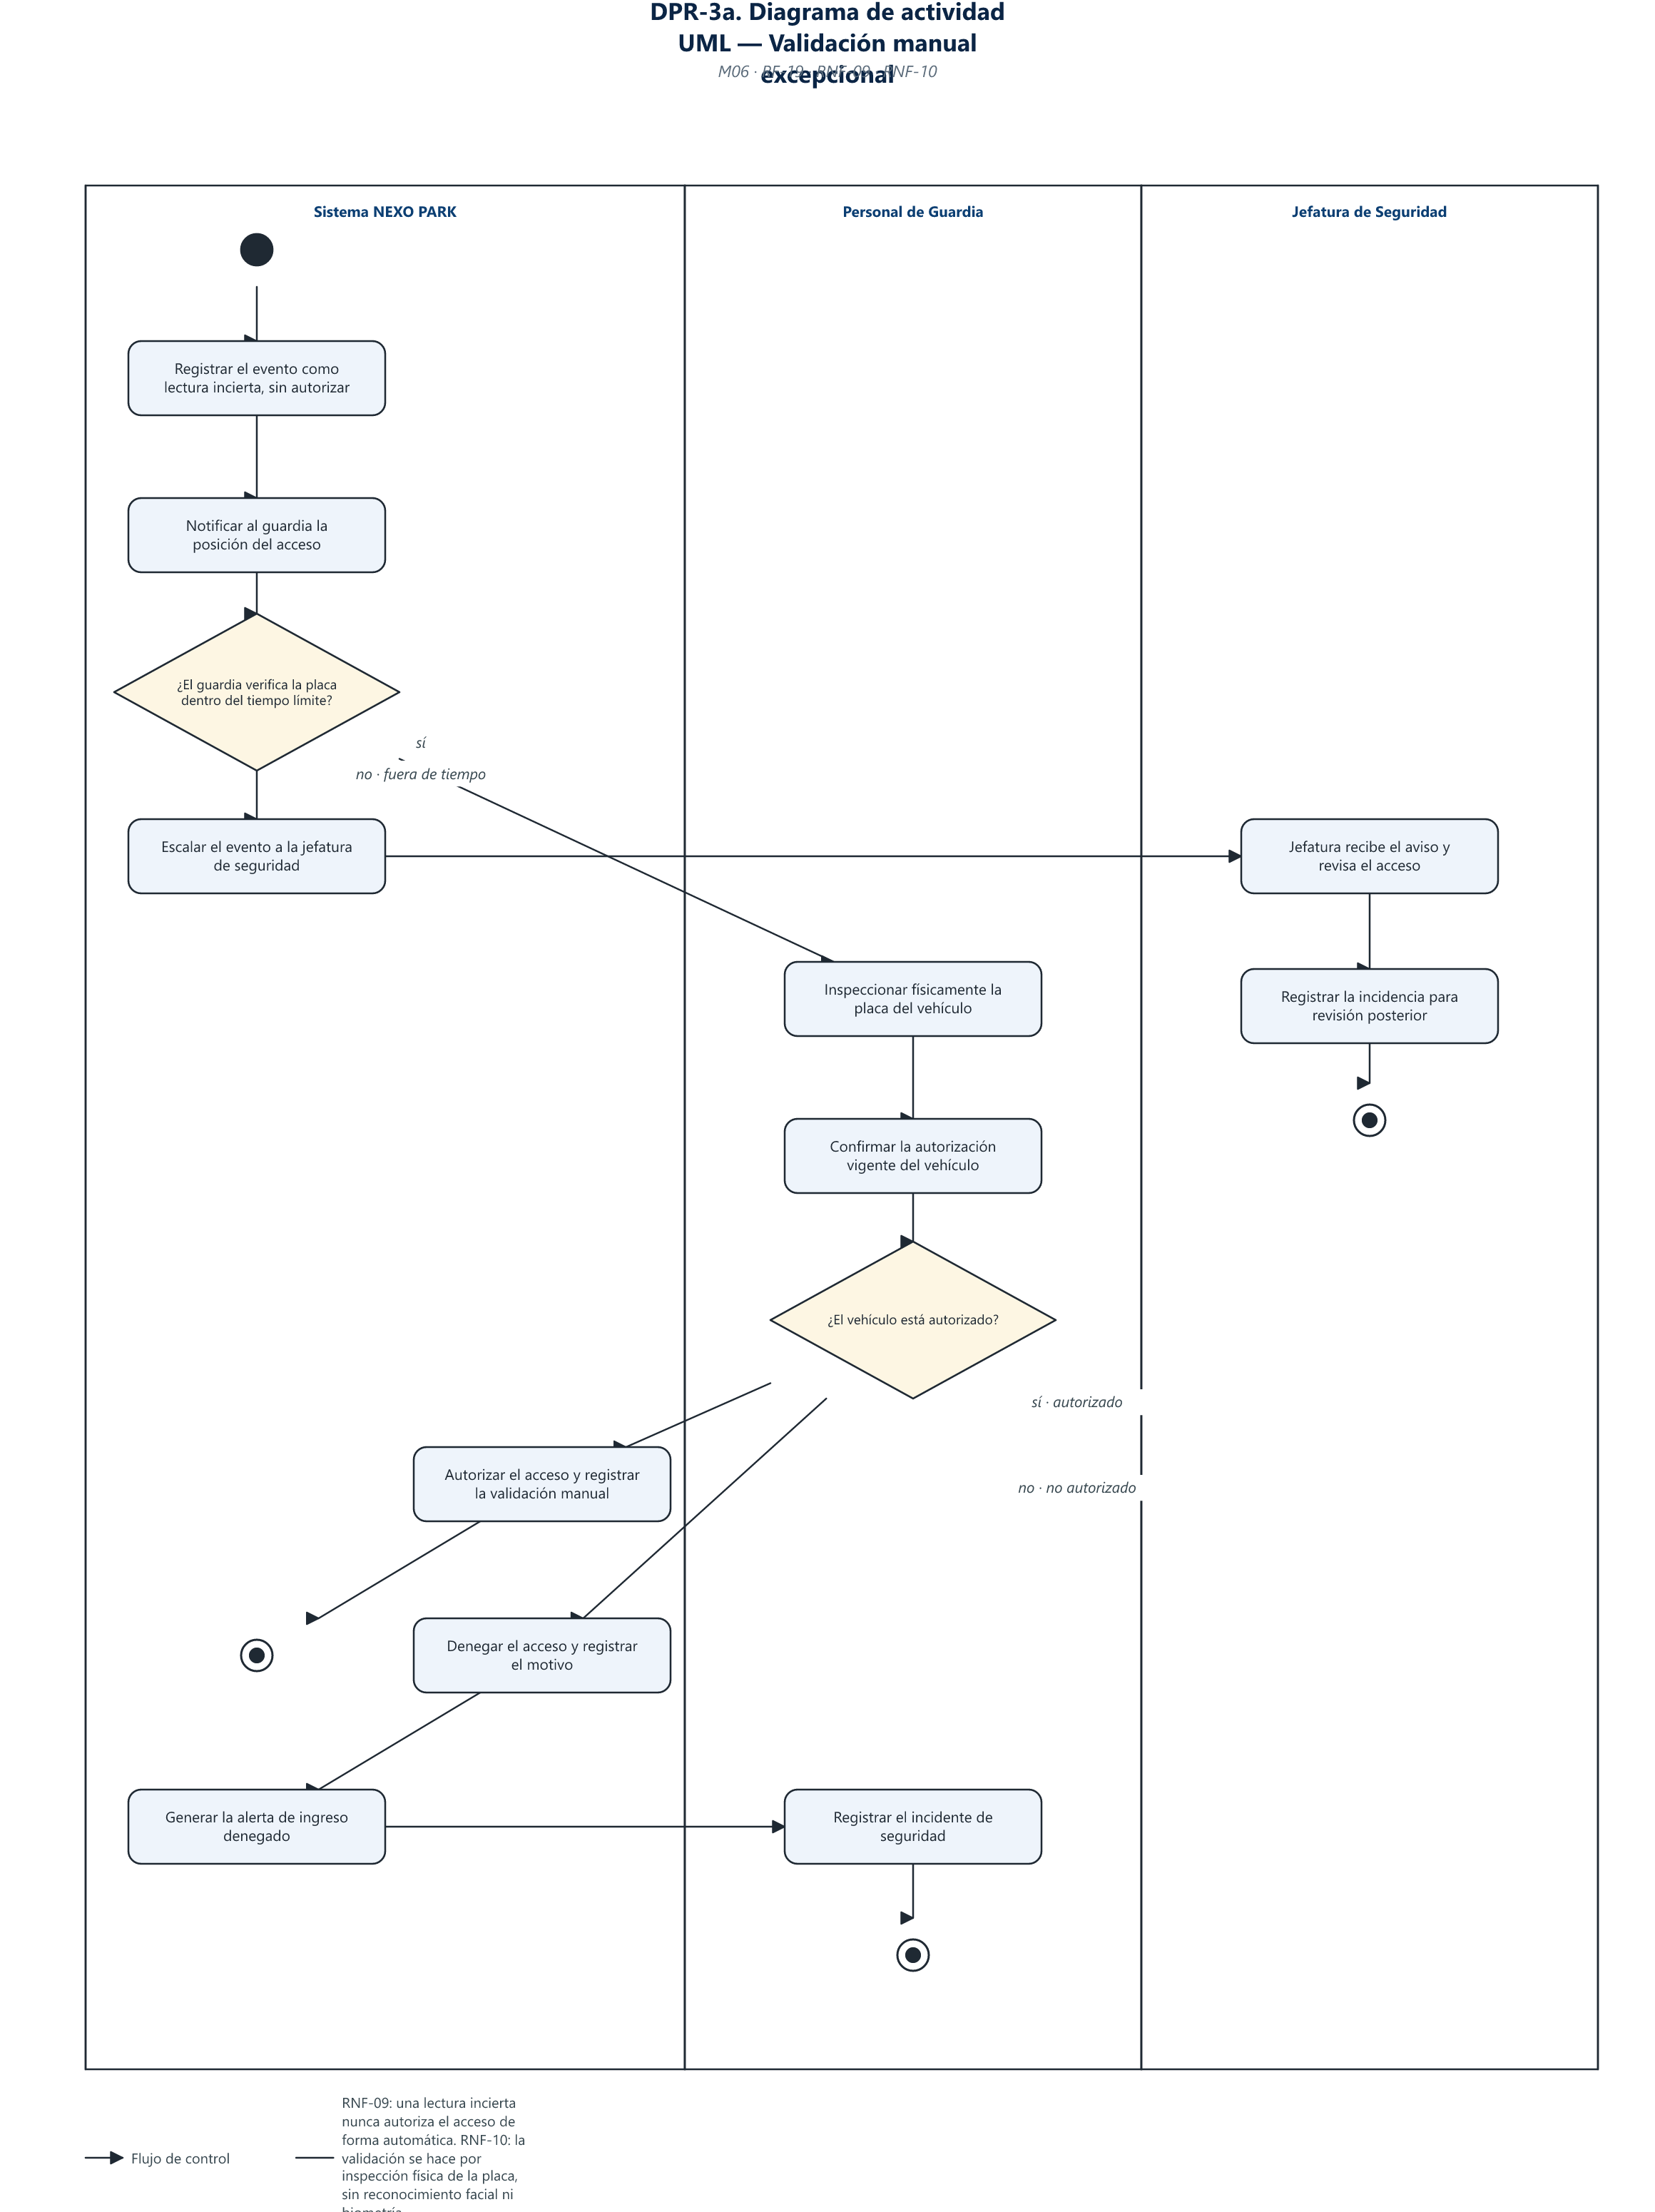 DPR-3a. Diagrama de actividad
UML — Validación manual
excepcional
M06 · RF-19 · RNF-09 · RNF-10
Sistema NEXO PARK
Personal de Guardia
Jefatura de Seguridad
Registrar el evento como
lectura incierta, sin autorizar
Notificar al guardia la
posición del acceso
¿El guardia verifica la placa
dentro del tiempo límite?
sí
no · fuera de tiempo
Escalar el evento a la jefatura
de seguridad
Jefatura recibe el aviso y
revisa el acceso
Inspeccionar físicamente la
placa del vehículo
Registrar la incidencia para
revisión posterior
Confirmar la autorización
vigente del vehículo
¿El vehículo está autorizado?
sí · autorizado
Autorizar el acceso y registrar
la validación manual
no · no autorizado
Denegar el acceso y registrar
el motivo
Generar la alerta de ingreso
denegado
Registrar el incidente de
seguridad
Flujo de control
RNF-09: una lectura incierta
nunca autoriza el acceso de
forma automática. RNF-10: la
validación se hace por
inspección física de la placa,
sin reconocimiento facial ni